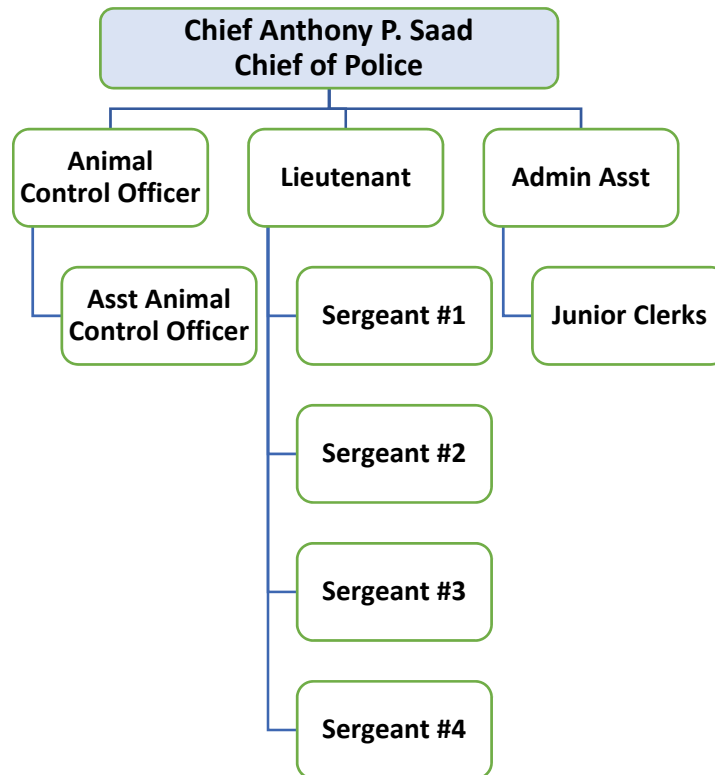 Chief Anthony P. Saad
Chief of Police
Animal
Control Officer
Lieutenant
Admin Asst
Asst Animal
Control Officer
Sergeant #1
Junior Clerks
Sergeant #2
Sergeant #3
Sergeant #4